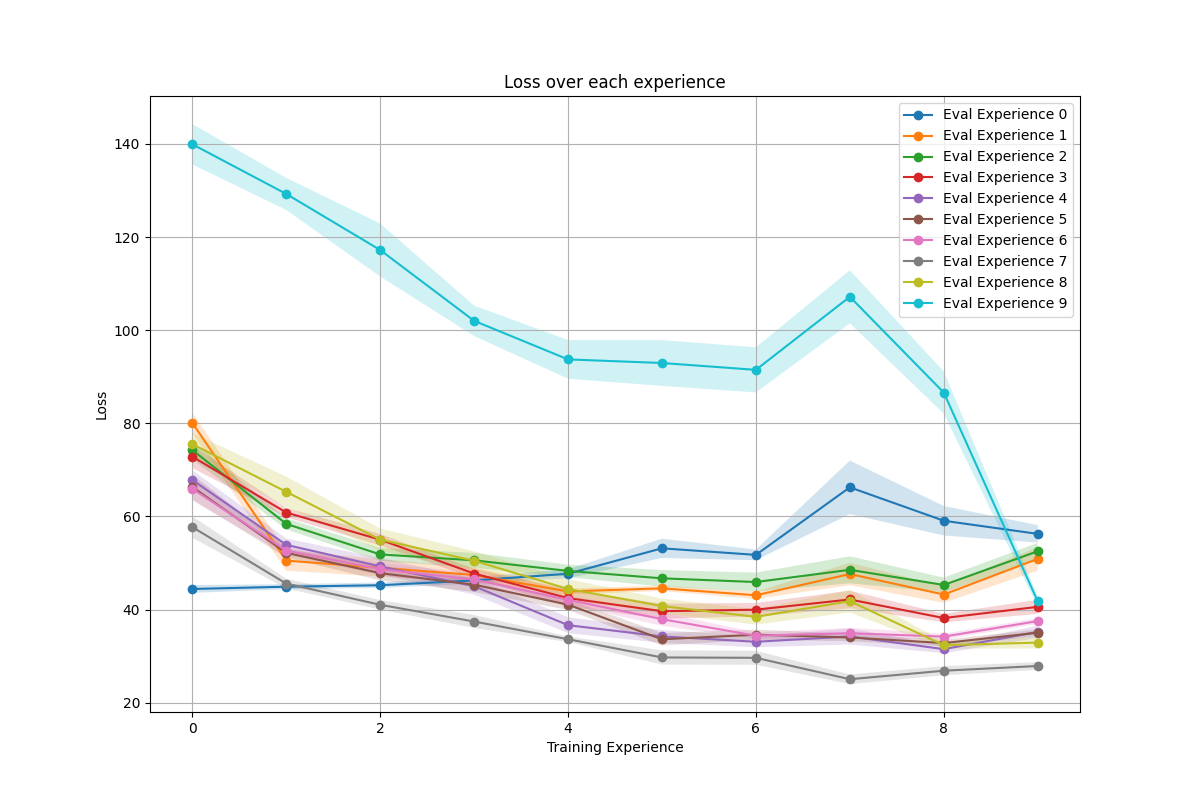 Loss over each experience
Loss
140
120
100
80
60
40
20
0 2 4 6 8
Training Experience
Eval Experience 0
Eval Experience 1
Eval Experience 2
Eval Experience 3
Eval Experience 4
Eval Experience 5
Eval Experience 6
Eval Experience 7
Eval Experience 8
Eval Experience 9